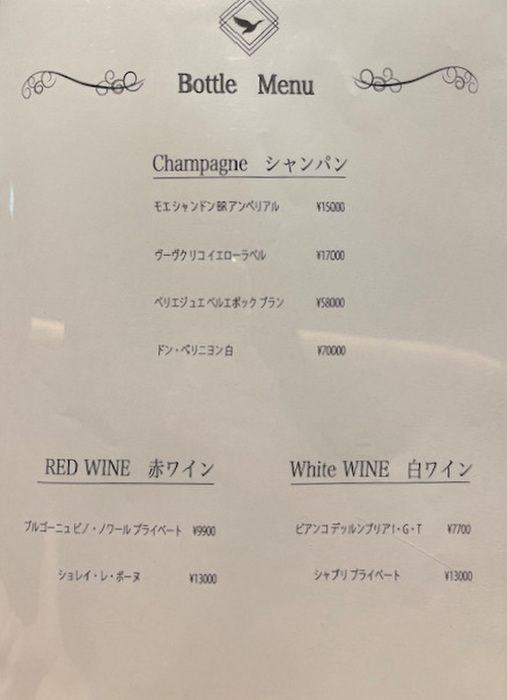 Bottle Menu
Champagne シャンパン
モエシャンドンBRアンペリアル ¥15000
ヴーヴクリコイエローラベル ¥17000
ペリエジュエ ベルエポック ブラン ¥58000
ドン・ペリニヨン白 ¥70000
RED WINE 赤ワイン
ブルゴーニュ ピノ・ノワール プライベート ¥9900
ショレイ・レ・ボーヌ ¥13000
White WINE 白ワイン
ビアンコ デッルンブリア I・G・T ¥7700
シャブリ プライベート ¥13000